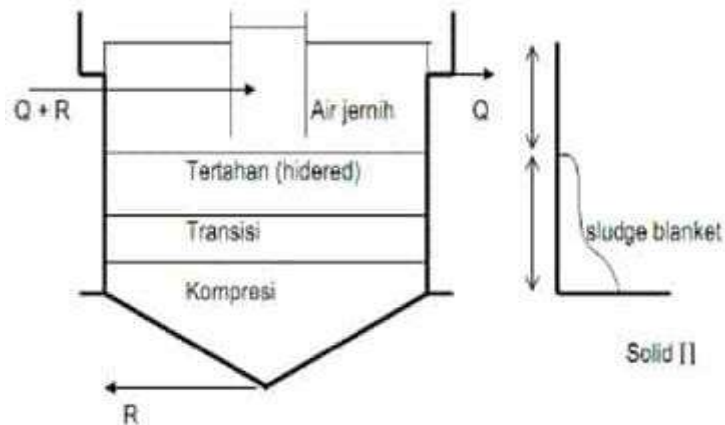 Q + R
Air jernih
Q
Tertahan (hidered)
Transisi
sludge blanket
Kompresi
Solid []
R